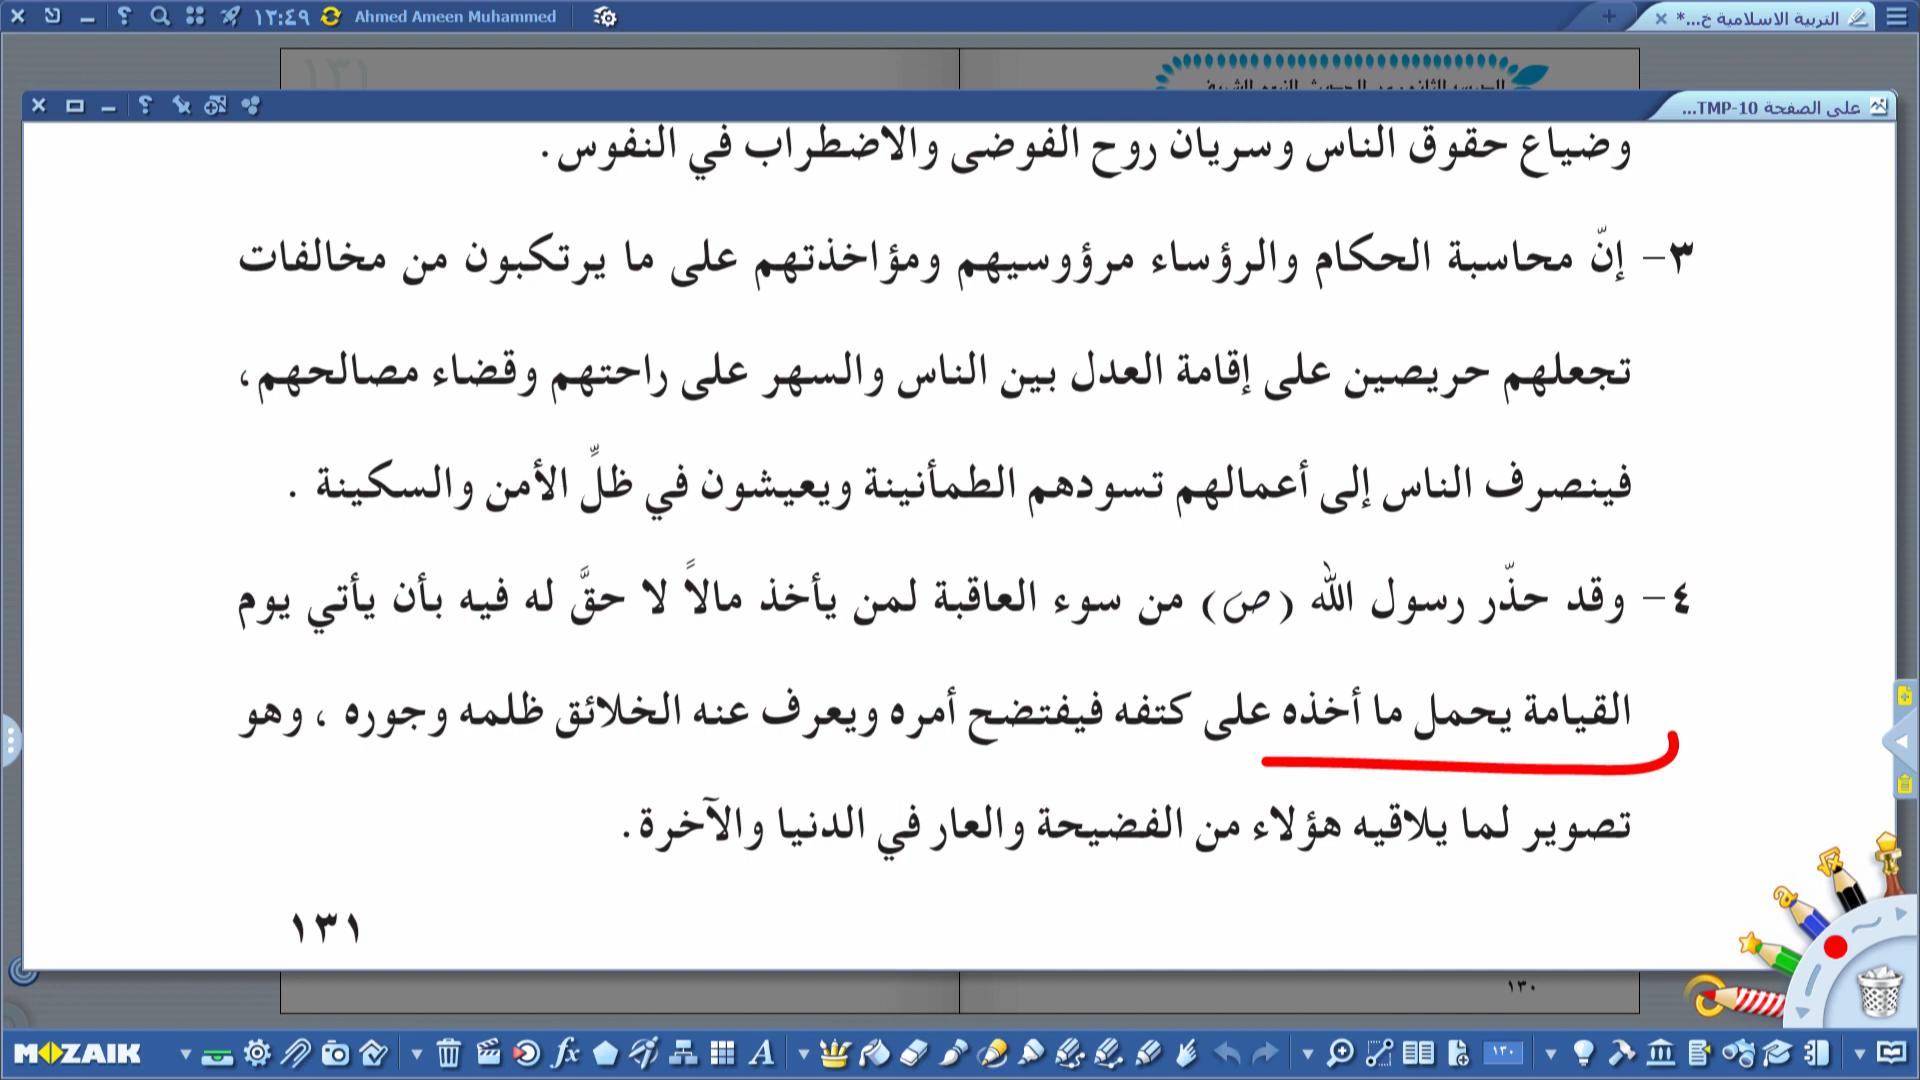 Ahmed Ameen Muhammed
١٣:٤٩
التربية الاسلامية خ...*
١٣١
على الصفحة TMP-10...
وضياع حقوق الناس وسريان روح الفوضى والاضطراب في النفوس .
٣- إنّ محاسبة الحكام والرؤساء مرؤوسيهم ومؤاخذتهم على ما يرتكبون من مخالفات
تجعلهم حريصين على إقامة العدل بين الناس والسهر على راحتهم وقضاء مصالحهم،
فينصرف الناس إلى أعمالهم تسودهم الطمأنينة ويعيشون في ظلِّ الأمن والسكينة .
٤- وقد حذّر رسول الله (ص) من سوء العاقبة لمن يأخذ مالاً لا حقَّ له فيه بأن يأتي يوم
القيامة يحمل ما أخذه على كتفه فيفتضح أمره ويعرف عنه الخلائق ظلمه وجوره ، وهو
تصوير لما يلاقيه هؤلاء من الفضيحة والعار في الدنيا والآخرة.
١٣١
١٣٠
MOZAIK
١٣٠